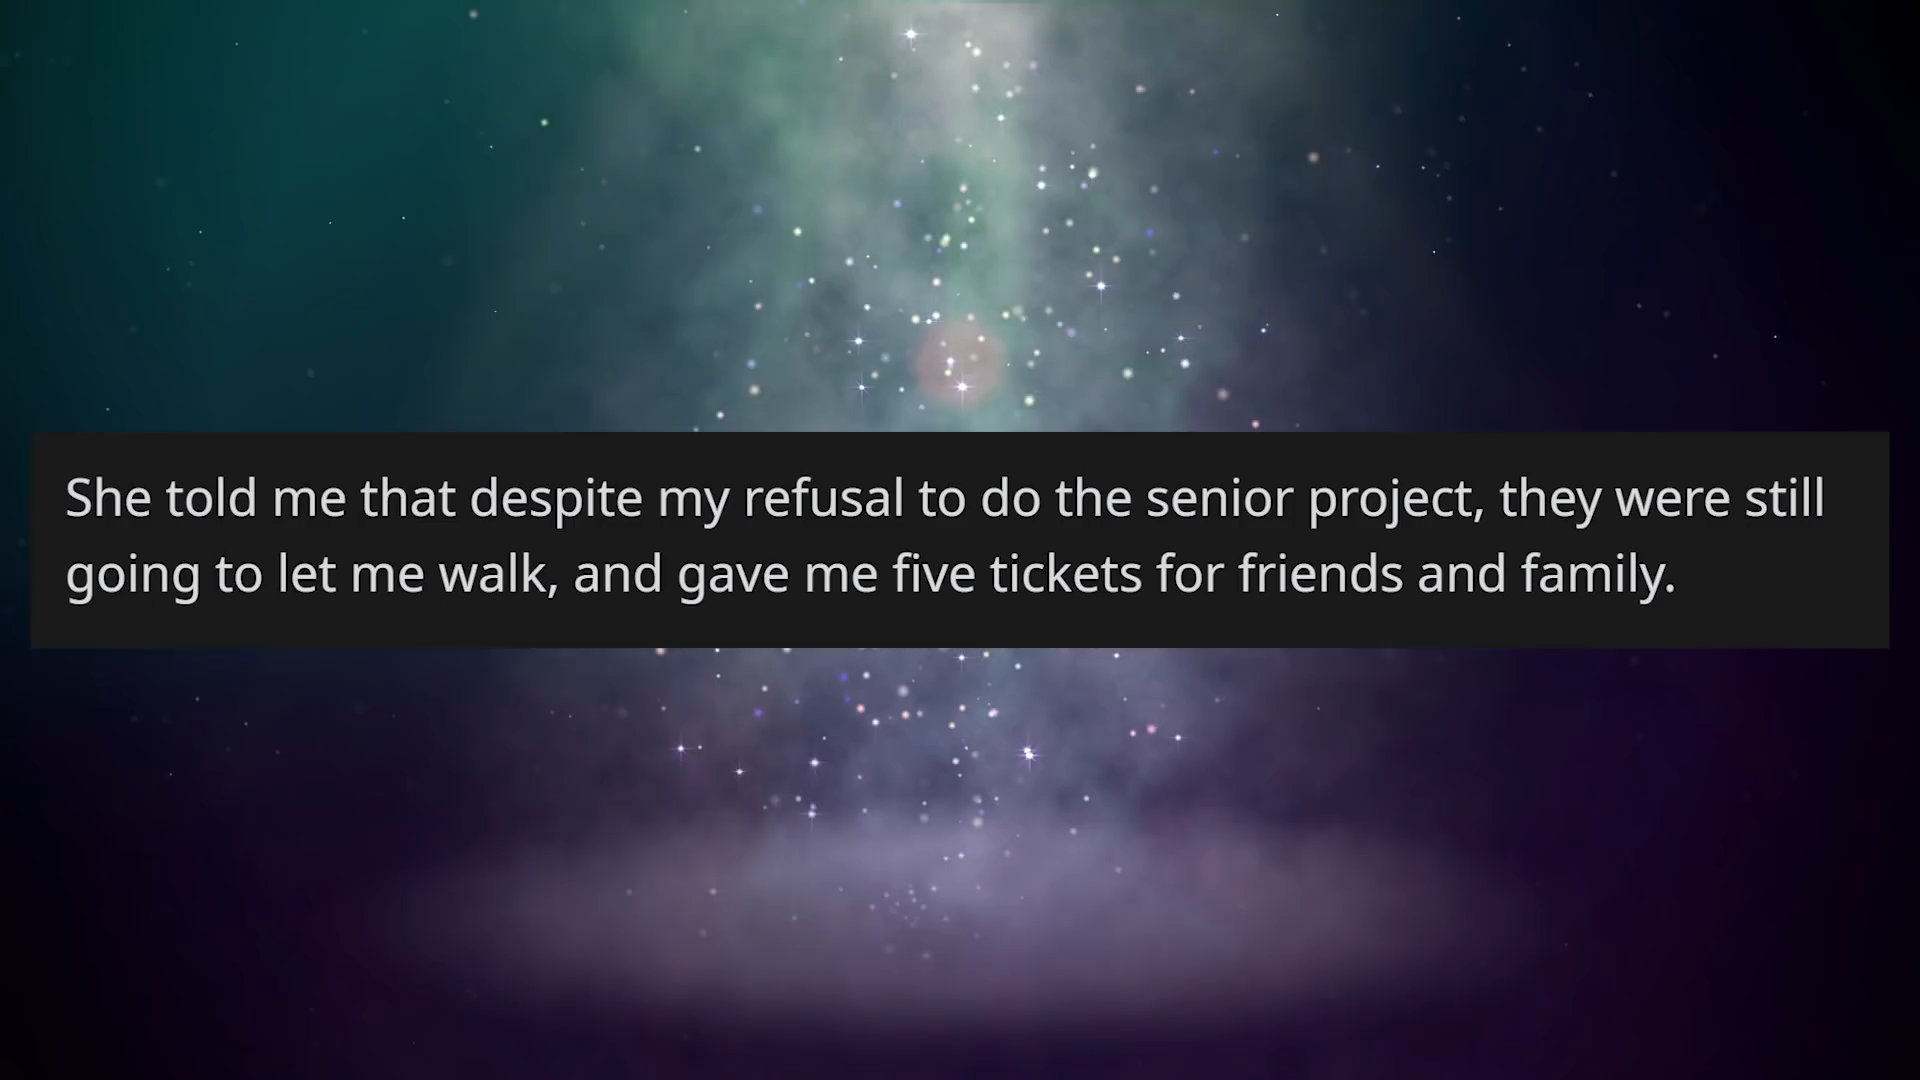 She told me that despite my refusal to do the senior project, they were still
going to let me walk, and gave me five tickets for friends and family.